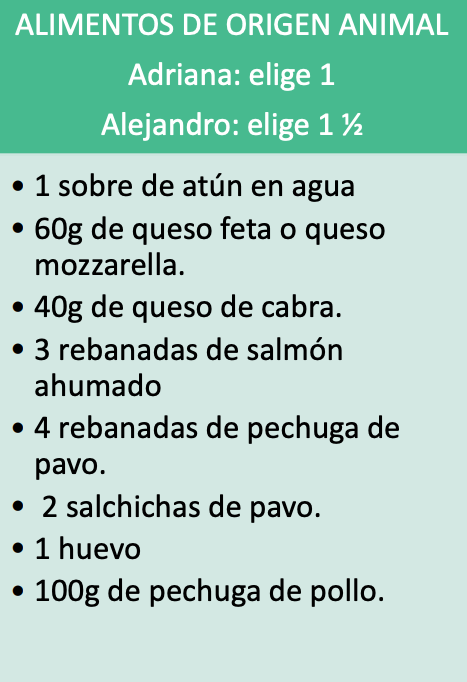 ALIMENTOS DE ORIGEN ANIMAL
Adriana: elige 1
Alejandro: elige 1 ½
• 1 sobre de atún en agua
• 60g de queso feta o queso
mozzarella.
• 40g de queso de cabra.
• 3 rebanadas de salmón
ahumado
• 4 rebanadas de pechuga de
pavo.
• 2 salchichas de pavo.
• 1 huevo
• 100g de pechuga de pollo.